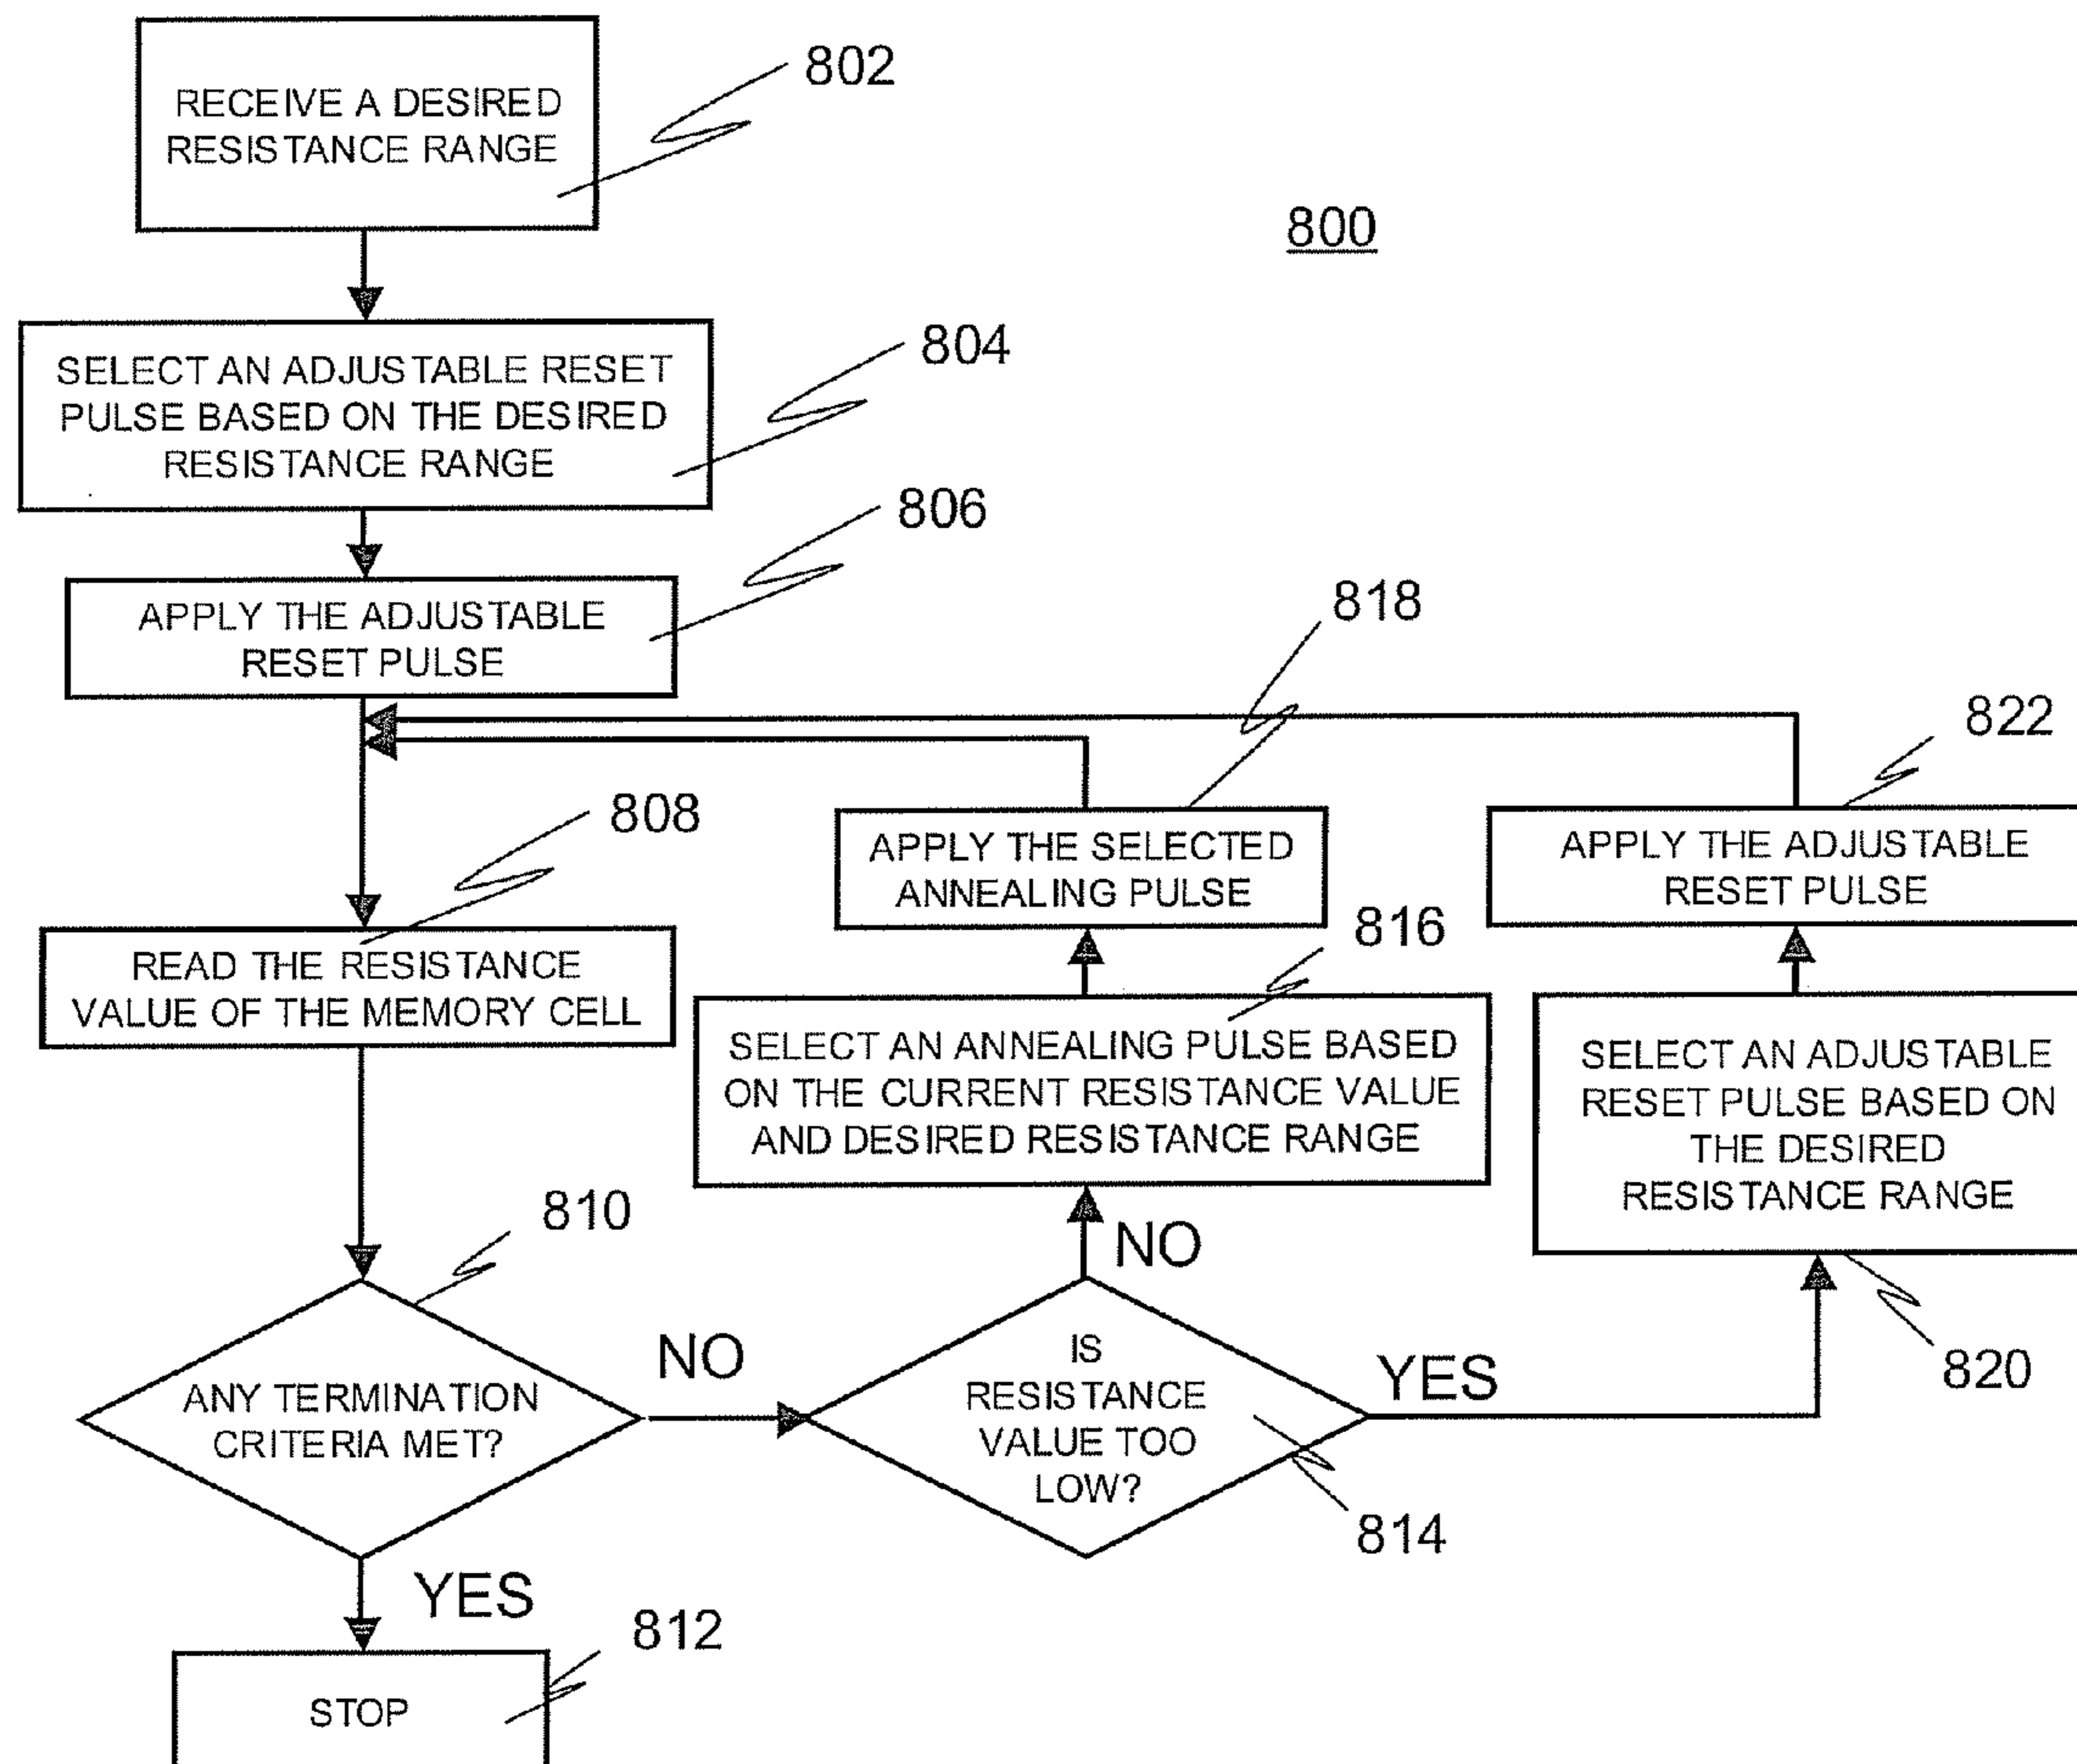 RECEIVE A DESIRED
RESISTANCE RANGE
802
800
SELECT AN ADJUSTABLE RESET
PULSE BASED ON THE DESIRED
RESISTANCE RANGE
804
APPLY THE ADJUSTABLE
RESET PULSE
806
818
822
808
READ THE RESISTANCE
VALUE OF THE MEMORY CELL
APPLY THE SELECTED
ANNEALING PULSE
APPLY THE ADJUSTABLE
RESET PULSE
816
SELECT AN ANNEALING PULSE BASED
ON THE CURRENT RESISTANCE VALUE
AND DESIRED RESISTANCE RANGE
SELECT AN ADJUSTABLE
RESET PULSE BASED ON
THE DESIRED
RESISTANCE RANGE
810
NO
820
ANY TERMINATION
CRITERIA MET?
NO
IS
RESISTANCE
VALUE TOO
LOW?
YES
814
YES
812
STOP